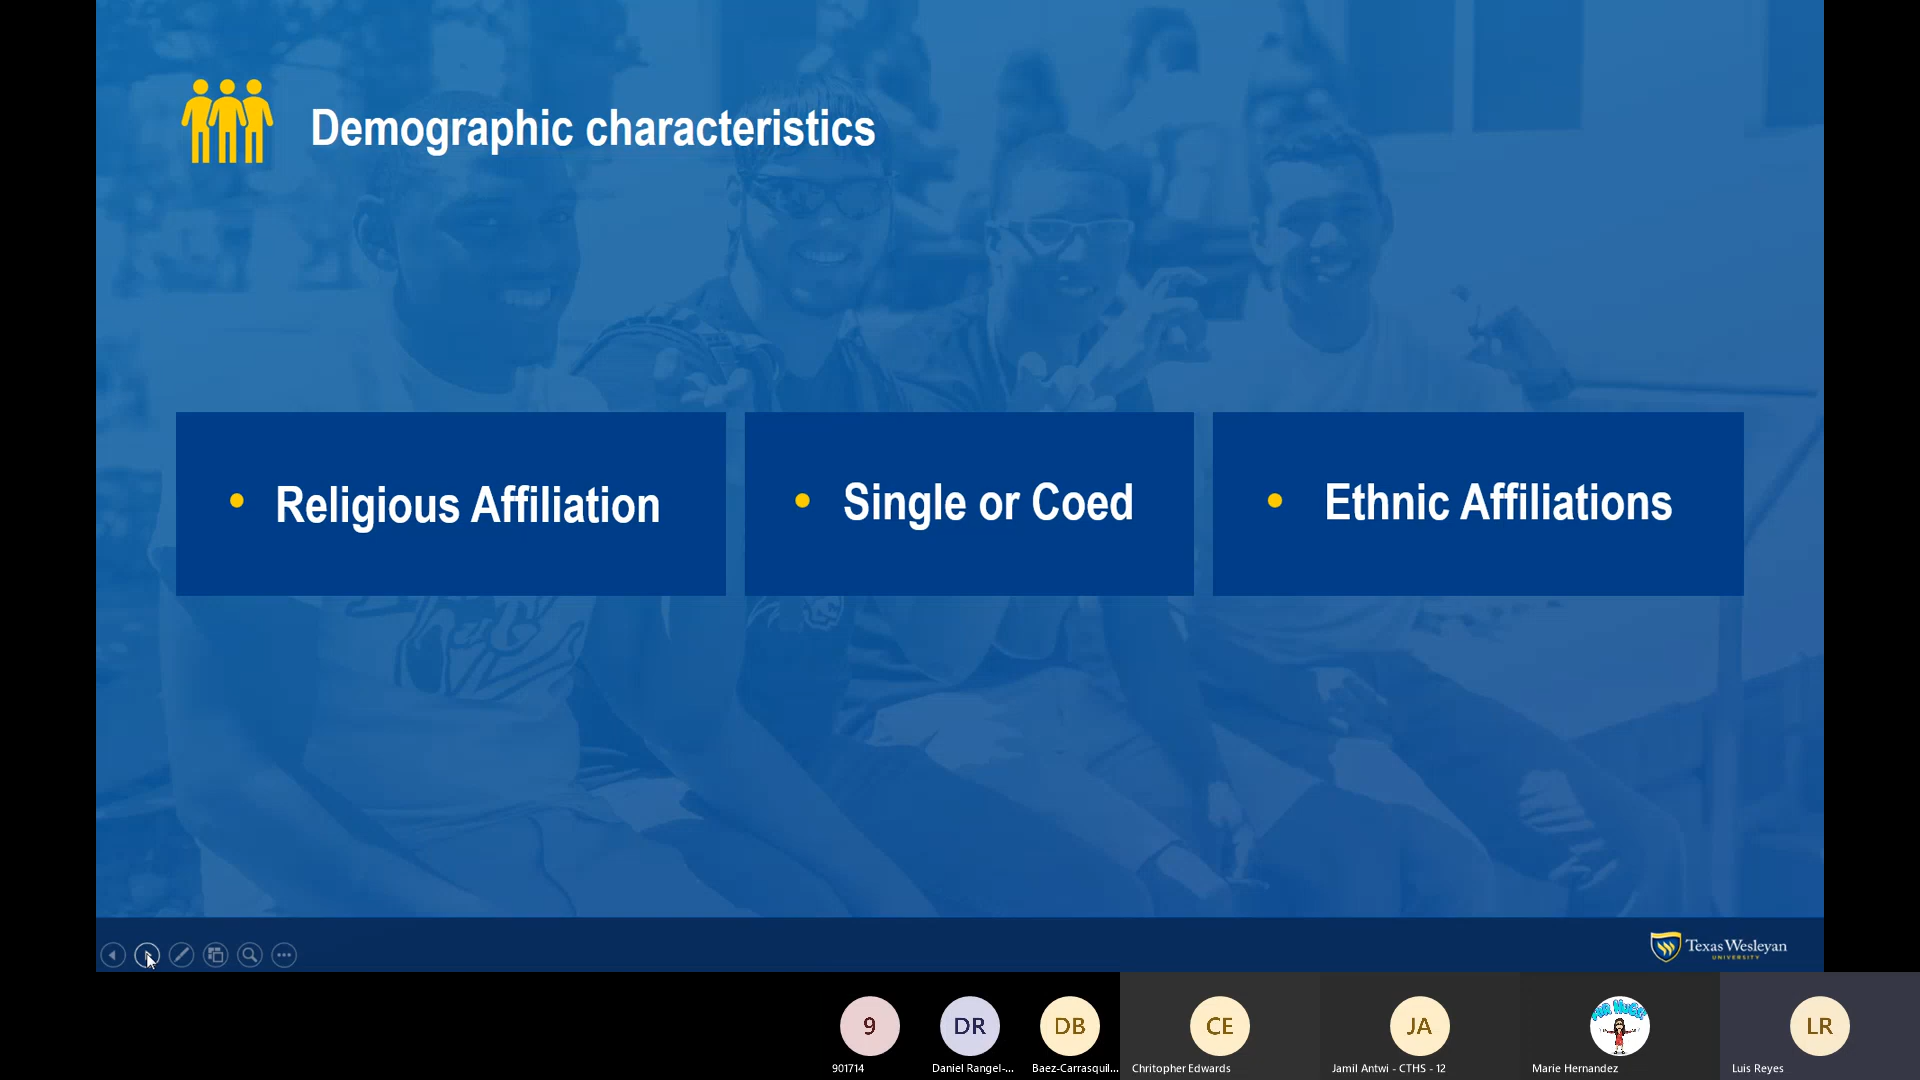 Demographic characteristics
• Religious Affiliation
• Single or Coed
• Ethnic Affiliations
Texas Wesleyan
UNIVERSITY
9
DR
DB
CE
JA
LR
901714
Daniel Rangel-...
Baez-Carrasquil...
Chritopher Edwards
Jamil Antwi - CTHS - 12
Marie Hernandez
Luis Reyes